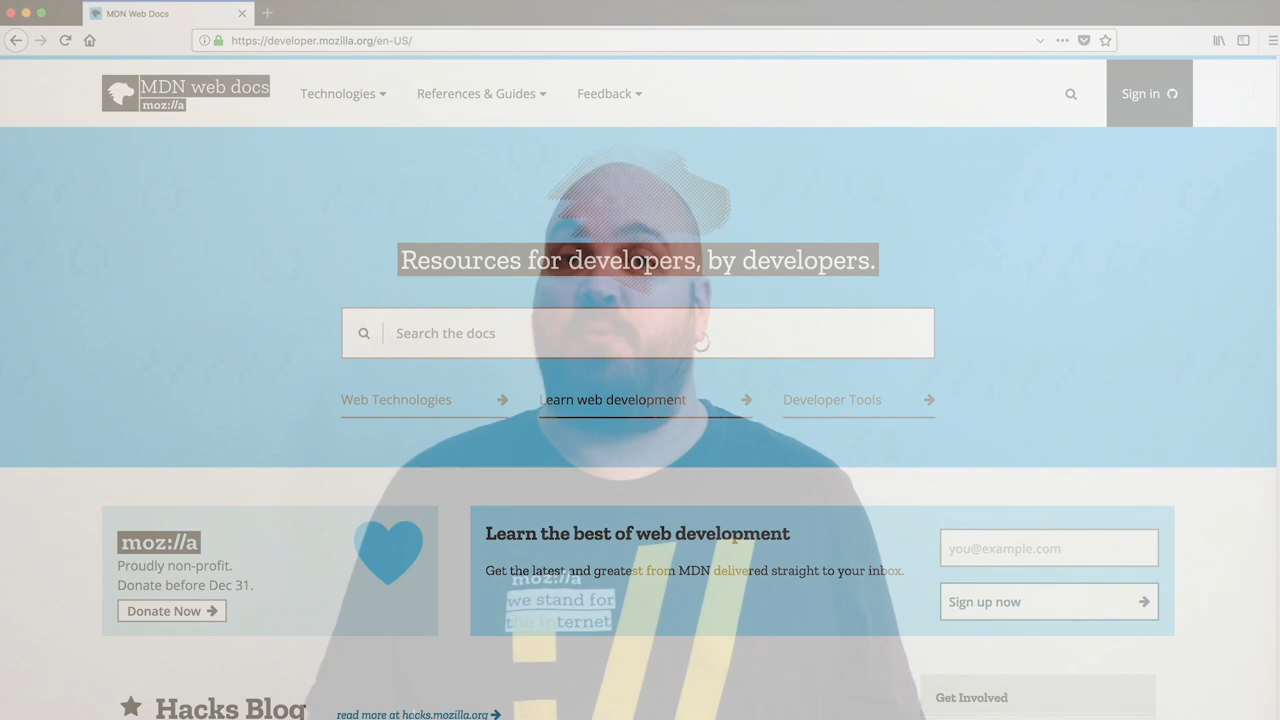 MDN Web Docs
https://developer.mozilla.org/en-US/
MDN web docs
moz://a
Technologies
References & Guides
Feedback
Sign in
Resources for developers, by developers.
Search the docs
Web Technologies
Learn web development
Developer Tools
moz://a
Proudly non-profit.
Donate before Dec 31.
Donate Now
Learn the best of web development
Get the latest and greatest from MDN delivered straight to your inbox.
you@example.com
Sign up now
moz://a
we stand for
the internet
://
Hacks Blog
read more at hacks.mozilla.org
Get Involved